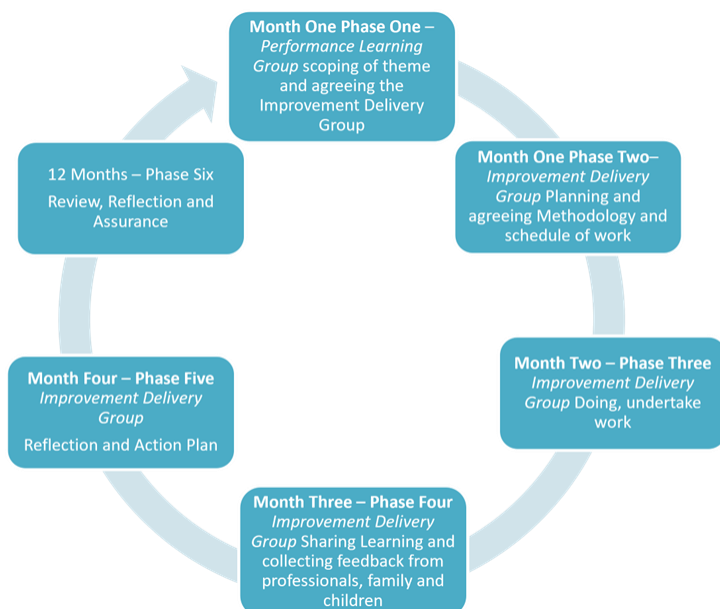 Month One Phase One –
Performance Learning
Group scoping of theme
and agreeing the
Improvement Delivery
Group
Month One Phase Two–
Improvement Delivery
Group Planning and
agreeing Methodology and
schedule of work
Month Two – Phase Three
Improvement Delivery
Group Doing, undertake
work
Month Three – Phase Four
Improvement Delivery
Group Sharing Learning and
collecting feedback from
professionals, family and
children
Month Four – Phase Five
Improvement Delivery
Group
Reflection and Action Plan
12 Months – Phase Six
Review, Reflection and
Assurance